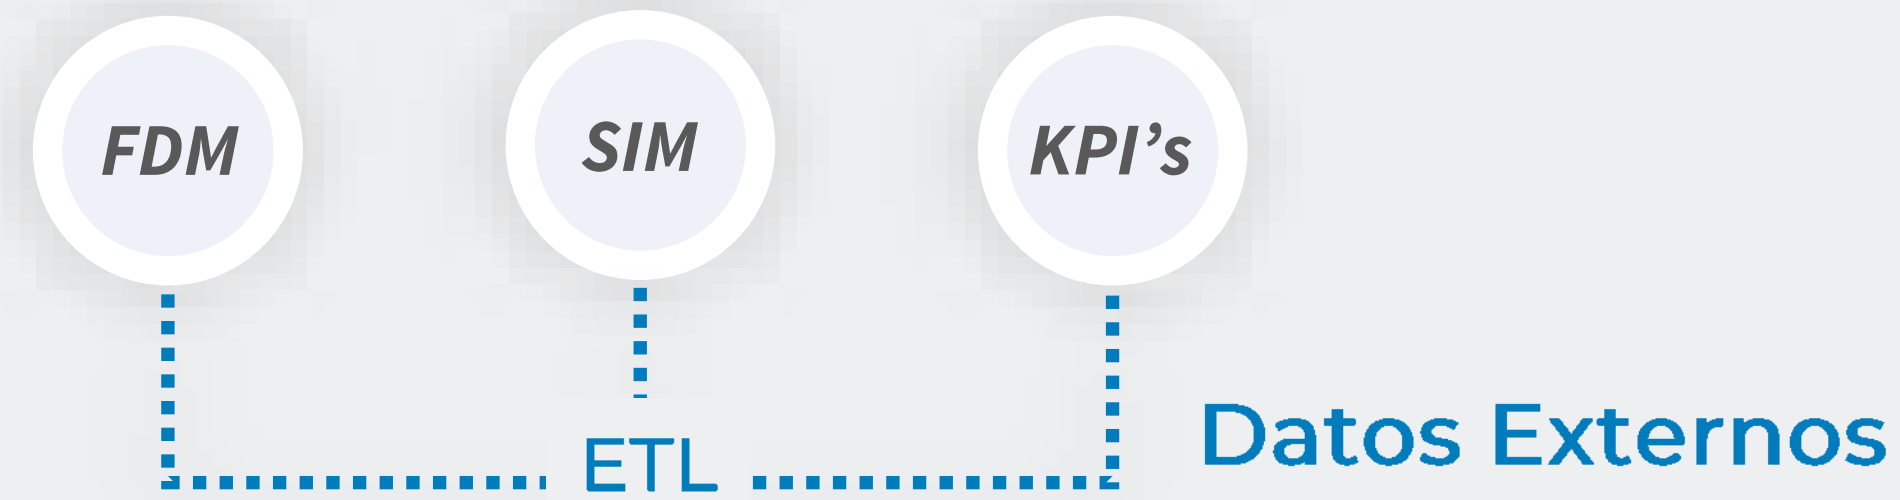 FDM
SIM
KPI’s
Datos Externos
ETL